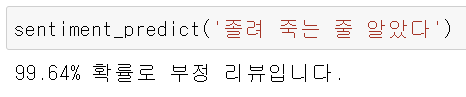 sentiment_predict('졸려 죽는 줄 알았다')
99.64% 확률로 부정 리뷰입니다.